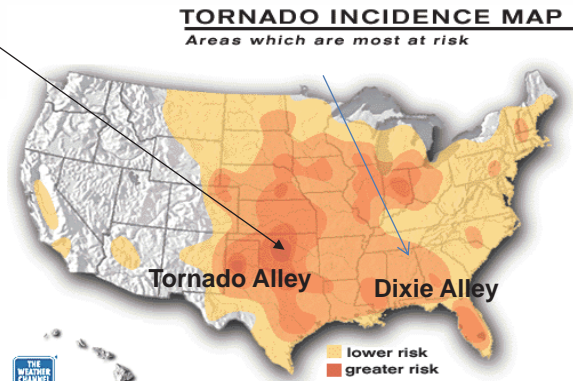 TORNADO INCIDENCE MAP
Areas which are most at risk
Tornado Alley
Dixie Alley
lower risk
greater risk
THE
WEATHER
CHANNEL